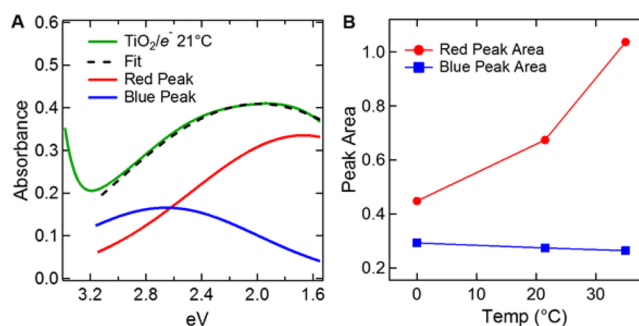 A
TiO₂/e⁻ 21°C
Fit
Red Peak
Blue Peak
0.6
0.5
0.4
0.3
0.2
0.1
0.0
Absorbance
3.2 2.8 2.4 2.0 1.6
eV
B
Red Peak Area
Blue Peak Area
1.0
0.8
0.6
0.4
0.2
Peak Area
0 10 20 30
Temp (°C)